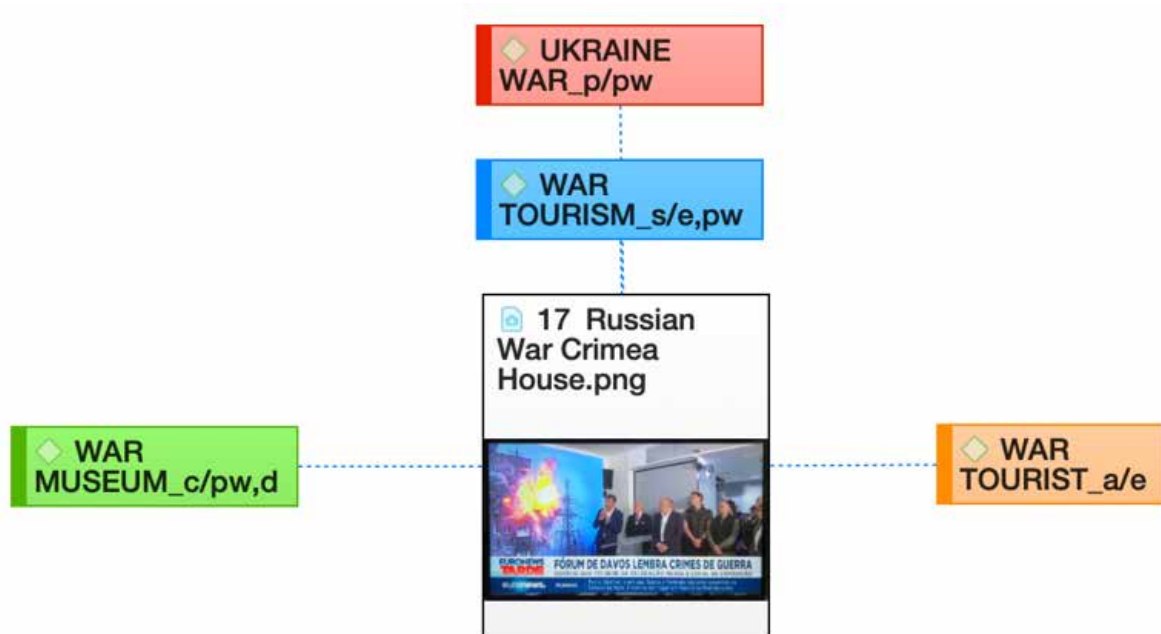 UKRAINE
WAR_p/pw
WAR
TOURISM_s/e,pw
17 Russian
War Crimea
House.png
WAR
MUSEUM_c/pw,d
WAR
TOURIST_a/e
EURONEWS
TARDE
FÓRUM DE DAVOS LEMBRA CRIMES DE GUERRA
euronews.